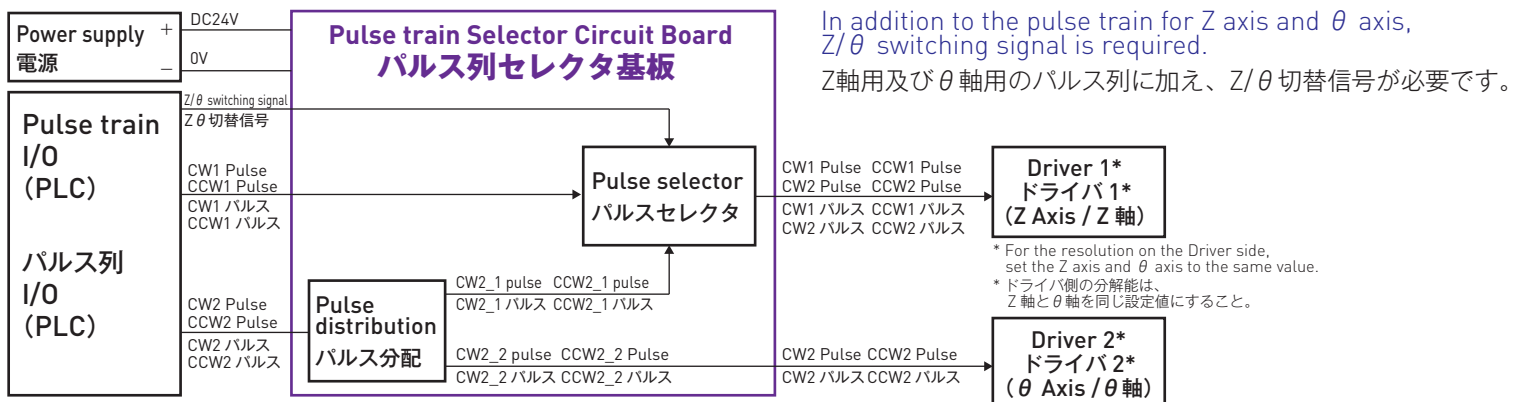 Power supply +
電源 −
DC24V
0V
Pulse train Selector Circuit Board
パルス列セレクタ基板
In addition to the pulse train for Z axis and θ axis,
Z/θ switching signal is required.
Z軸用及びθ軸用のパルス列に加え、Z/θ切替信号が必要です。
Pulse train
I/O
(PLC)
パルス列
I/O
(PLC)
Z/θ switching signal
Zθ切替信号
CW1 Pulse
CCW1 Pulse
CW1 パルス
CCW1 パルス
CW2 Pulse
CCW2 Pulse
CW2 パルス
CCW2 パルス
Pulse
distribution
パルス分配
CW2_1 pulse CCW2_1 pulse
CW2_1 パルス CCW2_1 パルス
CW2_2 pulse CCW2_2 Pulse
CW2_2 パルス CCW2_2 パルス
Pulse selector
パルスセレクタ
CW1 Pulse CCW1 Pulse
CW2 Pulse CCW2 Pulse
CW1 パルス CCW1 パルス
CW2 パルス CCW2 パルス
Driver 1*
ドライバ 1*
(Z Axis / Z 軸)
* For the resolution on the Driver side,
set the Z axis and θ axis to the same value.
* ドライバ側の分解能は、
Z 軸とθ軸を同じ設定値にすること。
CW2 Pulse CCW2 Pulse
CW2 パルス CCW2 パルス
Driver 2*
ドライバ 2*
(θ Axis / θ軸)